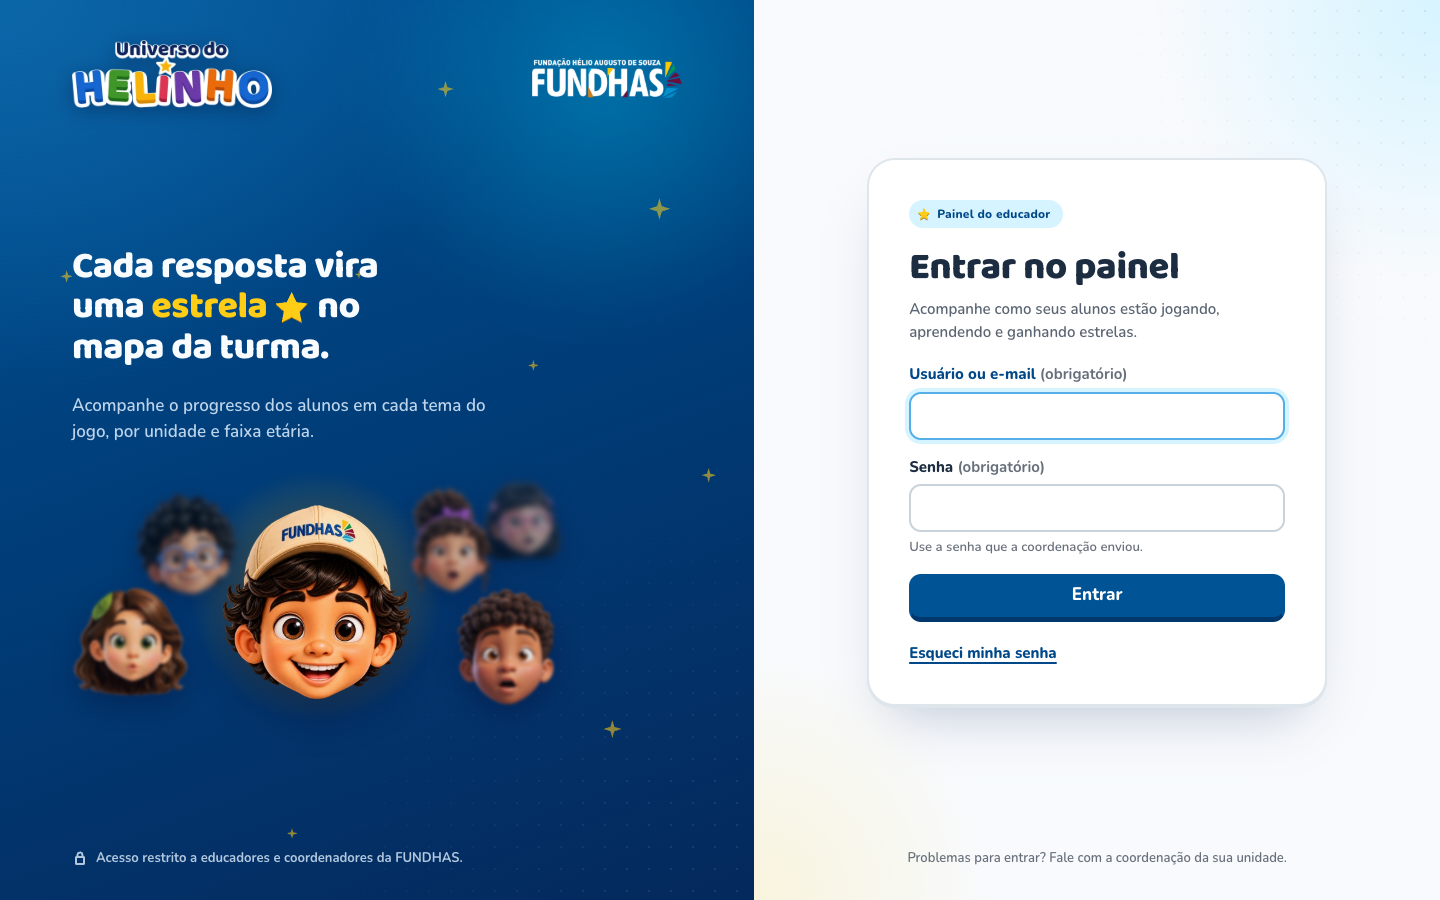 Universo do
HELINHO
FUNDAÇÃO HÉLIO AUGUSTO DE SOUZA
FUNDHAS
Cada resposta vira
uma estrela no
mapa da turma.
Acompanhe o progresso dos alunos em cada tema do
jogo, por unidade e faixa etária.
FUNDHAS
Acesso restrito a educadores e coordenadores da FUNDHAS.
Painel do educador
Entrar no painel
Acompanhe como seus alunos estão jogando,
aprendendo e ganhando estrelas.
Usuário ou e-mail (obrigatório)
Senha (obrigatório)
Use a senha que a coordenação enviou.
Entrar
Esqueci minha senha
Problemas para entrar? Fale com a coordenação da sua unidade.